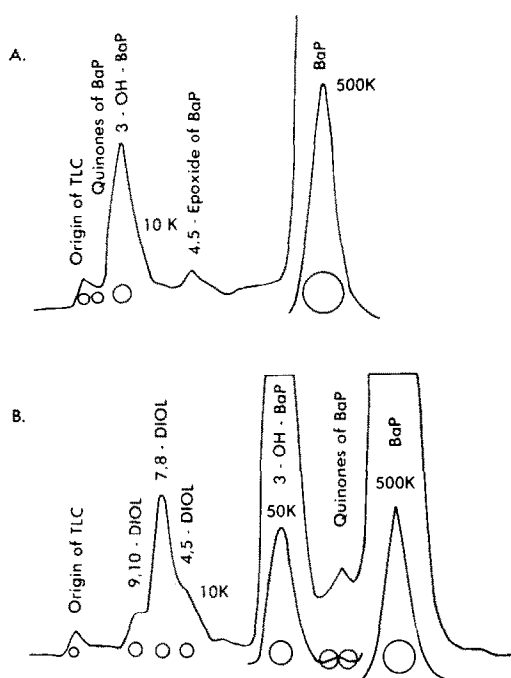 A.
Origin of TLC
Quinones of BaP
3 - OH - BaP
10 K
4,5 - Epoxide of BaP
BaP
500K
B.
Origin of TLC
9,10 - DIOL
7,8 - DIOL
4,5 - DIOL
10K
3 - OH - BaP
50K
Quinones of BaP
BaP
500K